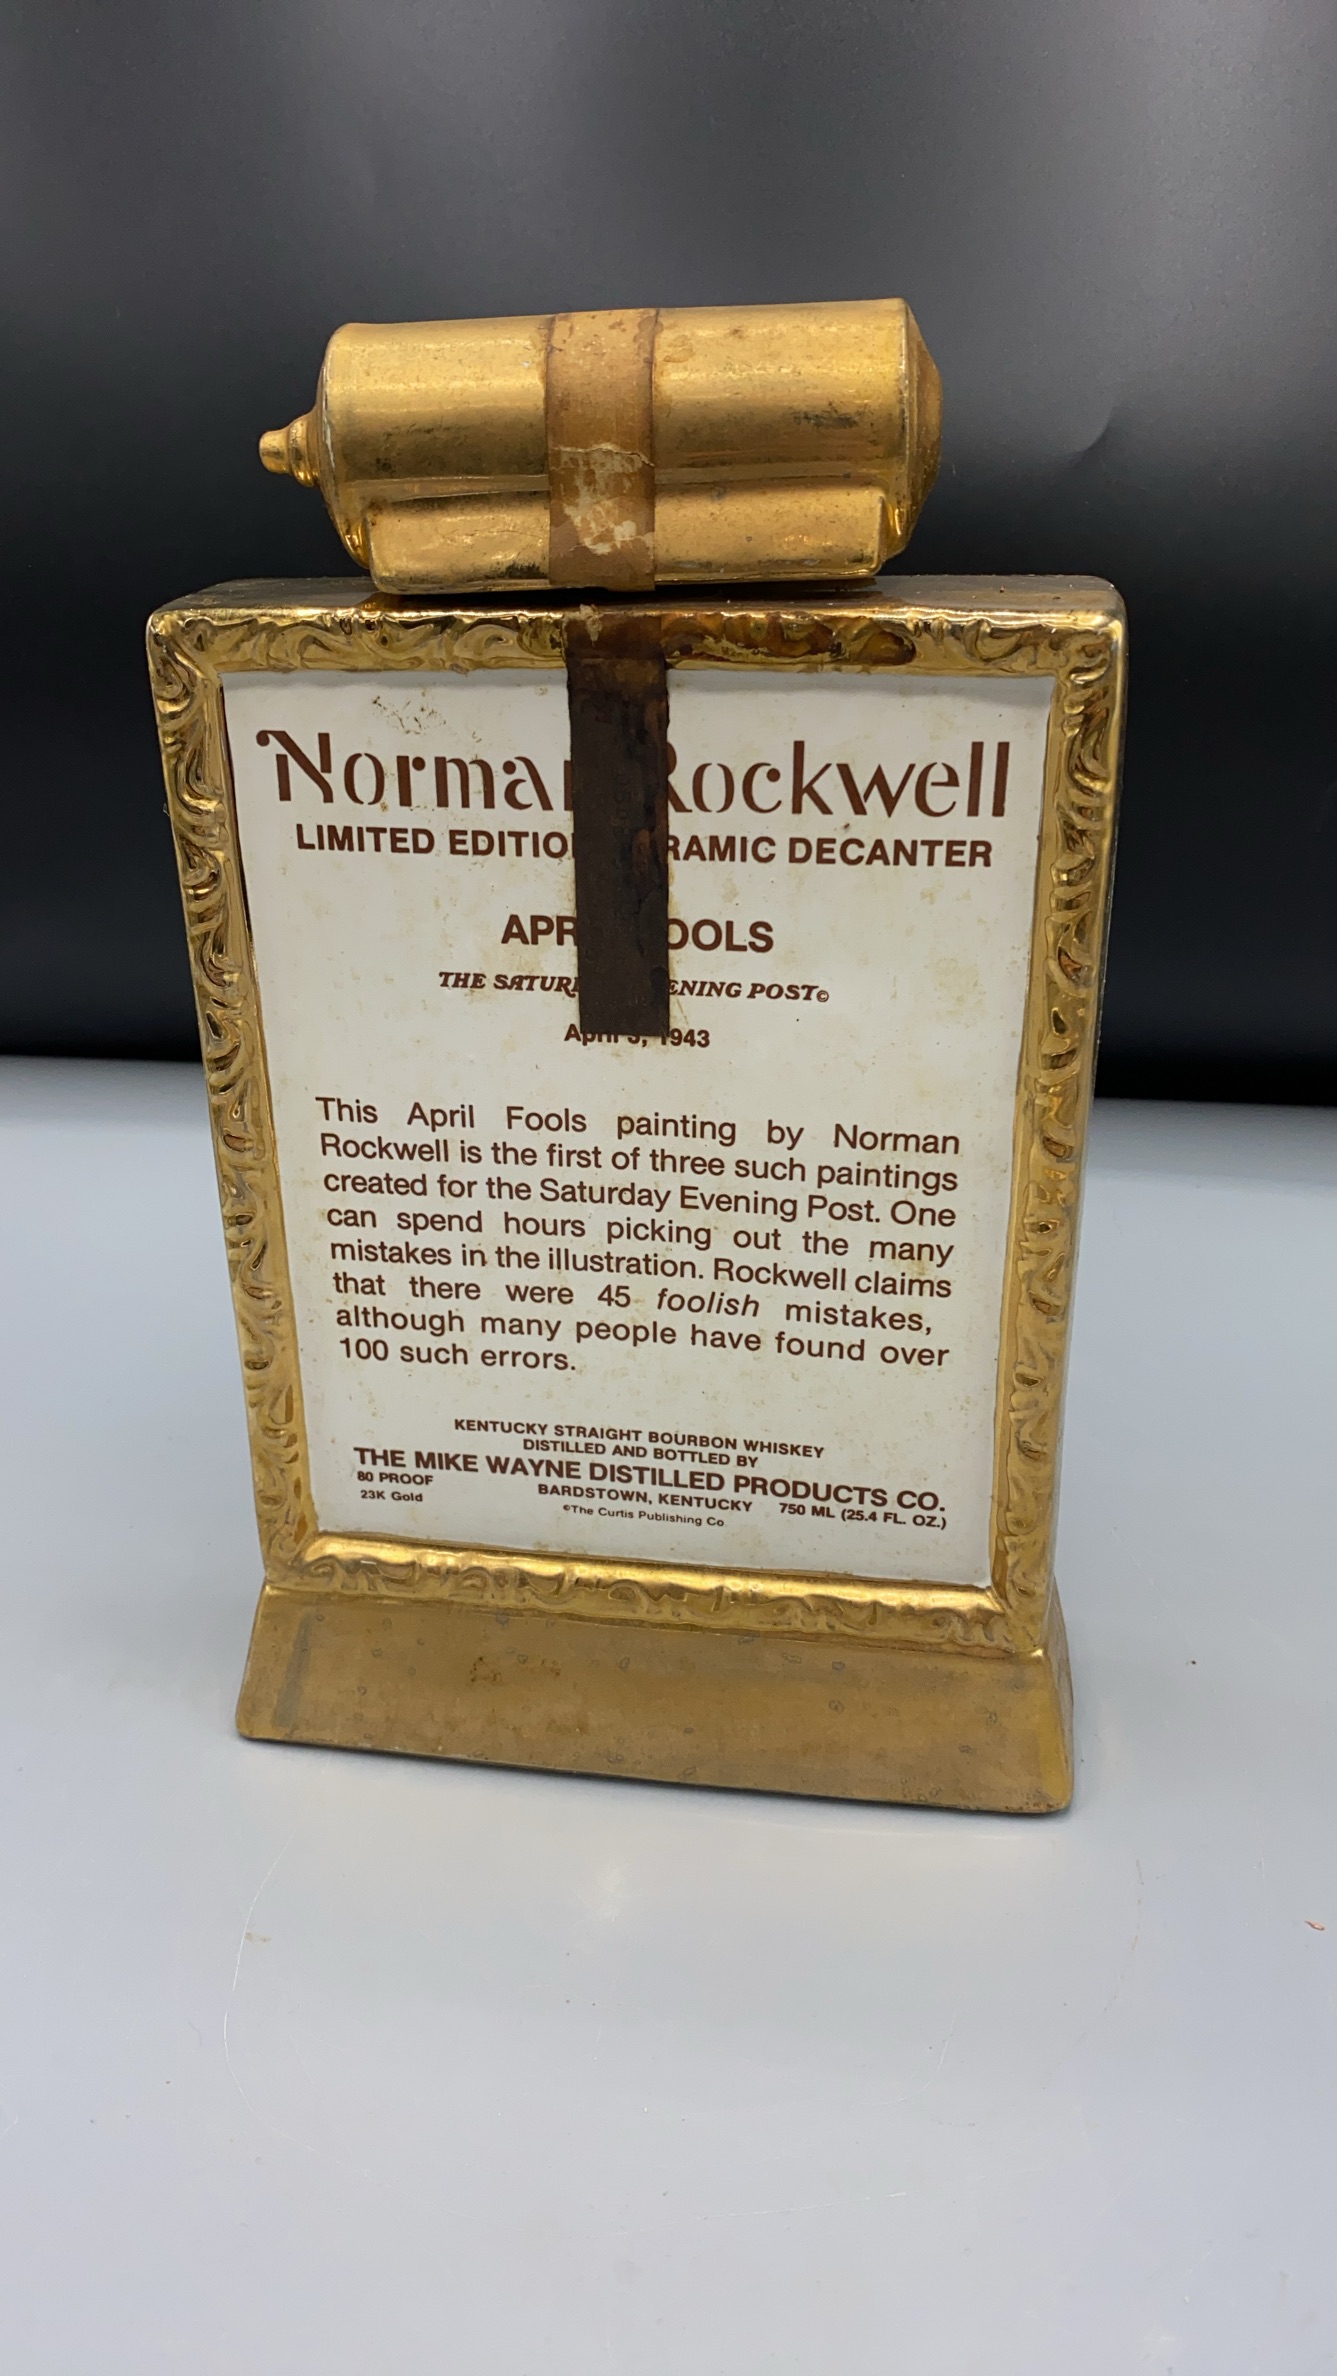 Norma Rockwell
LIMITED EDITIO RAMIC DECANTER
APR OOLS
THE SATUR ENING POST©
April 3, 1943
This April Fools painting by Norman
Rockwell is the first of three such paintings
created for the Saturday Evening Post. One
can spend hours picking out the many
mistakes in the illustration. Rockwell claims
that there were 45 foolish mistakes,
although many people have found over
100 such errors.
KENTUCKY STRAIGHT BOURBON WHISKEY
DISTILLED AND BOTTLED BY
THE MIKE WAYNE DISTILLED PRODUCTS CO.
80 PROOF BARDSTOWN, KENTUCKY 750 ML (25.4 FL. OZ.)
23K Gold ©The Curtis Publishing Co